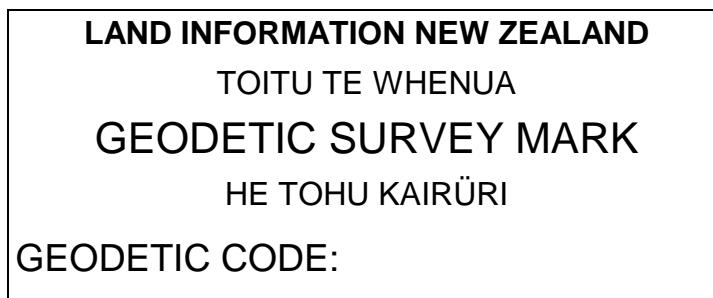 LAND INFORMATION NEW ZEALAND
TOITU TE WHENUA
GEODETIC SURVEY MARK
HE TOHU KAIRÜRI
GEODETIC CODE: